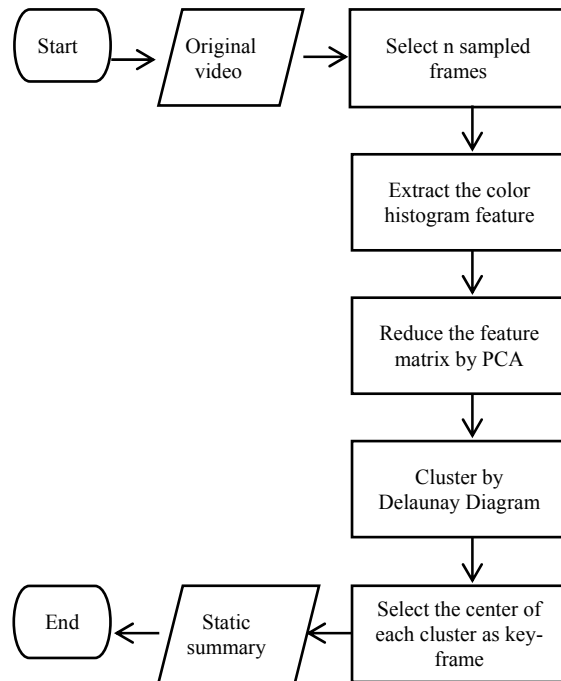 Start
Original
video
Select n sampled
frames
Extract the color
histogram feature
Reduce the feature
matrix by PCA
Cluster by
Delaunay Diagram
Select the center of
each cluster as key-
frame
Static
summary
End